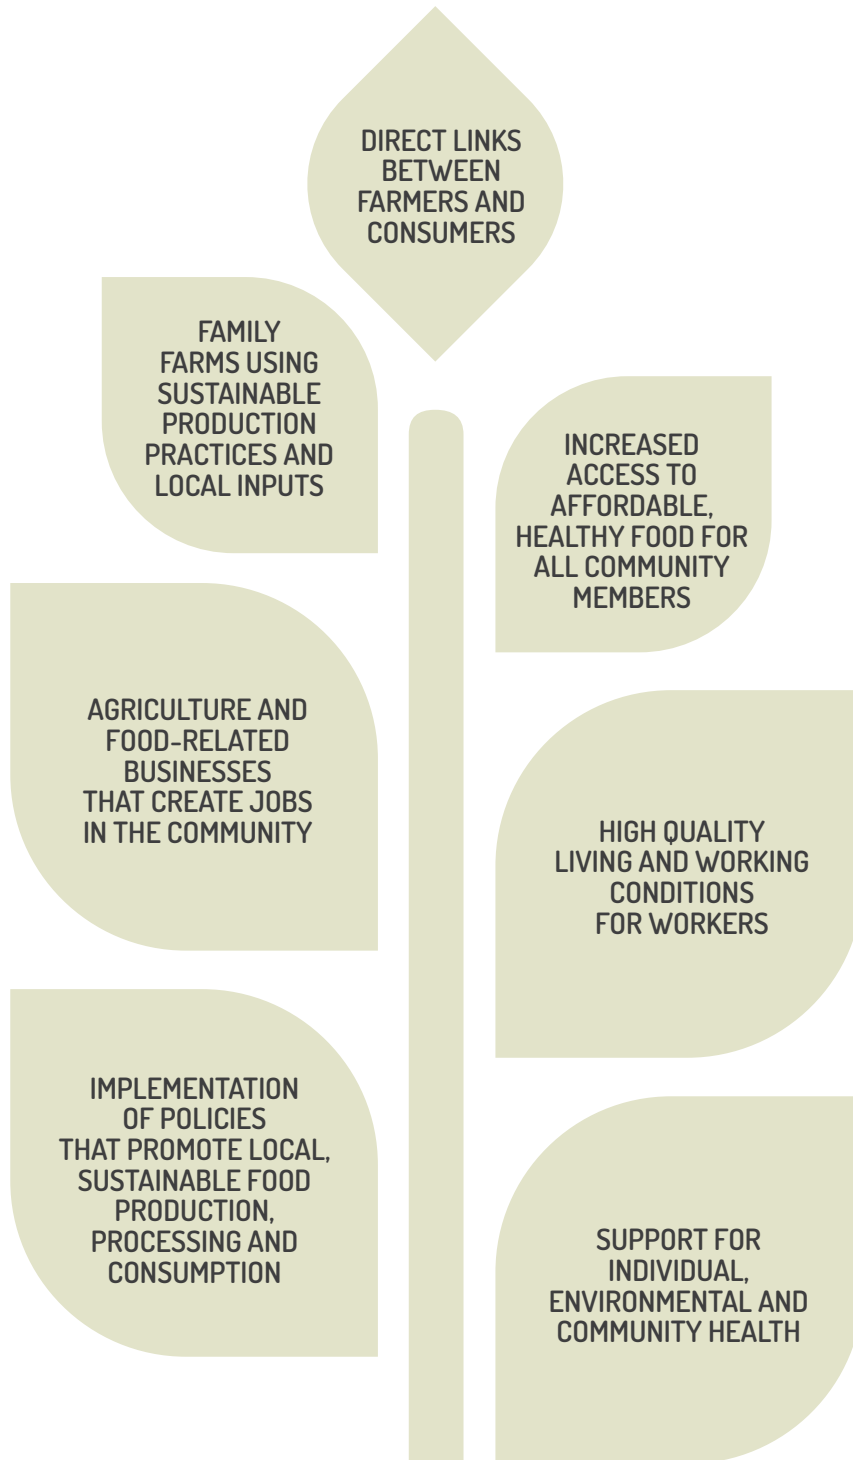 DIRECT LINKS
BETWEEN
FARMERS AND
CONSUMERS
FAMILY
FARMS USING
SUSTAINABLE
PRODUCTION
PRACTICES AND
LOCAL INPUTS
INCREASED
ACCESS TO
AFFORDABLE,
HEALTHY FOOD FOR
ALL COMMUNITY
MEMBERS
AGRICULTURE AND
FOOD-RELATED
BUSINESSES
THAT CREATE JOBS
IN THE COMMUNITY
HIGH QUALITY
LIVING AND WORKING
CONDITIONS
FOR WORKERS
IMPLEMENTATION
OF POLICIES
THAT PROMOTE LOCAL,
SUSTAINABLE FOOD
PRODUCTION,
PROCESSING AND
CONSUMPTION
SUPPORT FOR
INDIVIDUAL,
ENVIRONMENTAL AND
COMMUNITY HEALTH